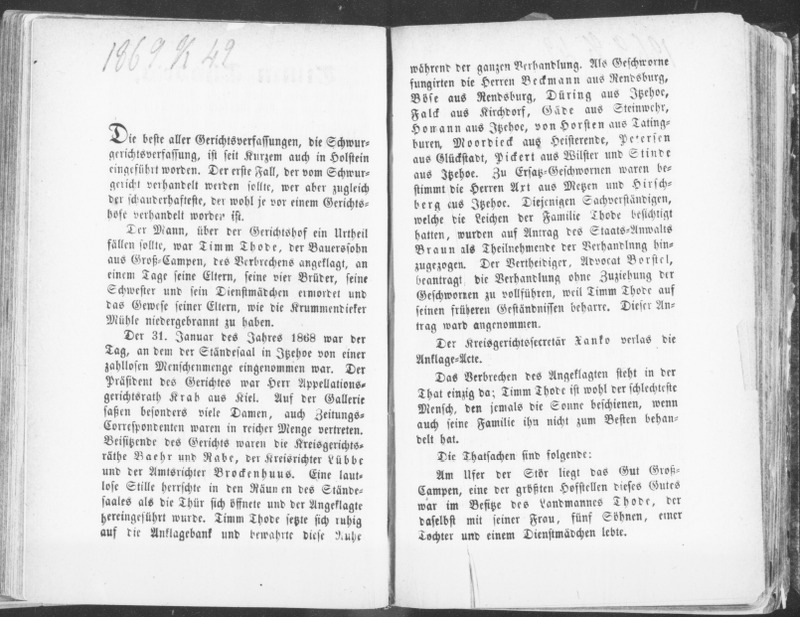 1869. K 42
Die beste aller Gerichtsverfassungen, die Schwur-
gerichtsverfassung, ist seit Kurzem auch in Holstein
eingeführt worden. Der erste Fall, der vom Schwur-
gericht verhandelt werden sollte, wer aber zugleich
der schauderhafteste, der wohl je vor einem Gerichts-
hofe verhandelt worden ist.
Der Mann, über der Gerichtshof ein Urtheil
fällen sollte, war Timm Thode, der Bauerssohn
aus Groß-Campen, des Verbrechens angeklagt, an
einem Tage seine Eltern, seine vier Brüder, seine
Schwester und sein Dienstmädchen ermordet und
das Gewese seiner Eltern, wie die Krummendieker
Mühle niedergebrannt zu haben.
Der 31. Januar des Jahres 1868 war der
Tag, an dem der Ständesaal in Itzehoe von einer
zahllosen Menschenmenge eingenommen war. Der
Präsident des Gerichtes war Herr Appellations-
gerichtsrath Krah aus Kiel. Auf der Gallerie
saßen besonders viele Damen, auch Zeitungs-
Correspondenten waren in reicher Menge vertreten.
Beisitzende des Gerichts waren die Kreisgerichts-
räthe Baehr und Rabe, der Kreisrichter Lübbe
und der Amtsrichter Brockenhuus. Eine laut-
lose Stille herrschte in den Räumen des Stände-
saales als die Thür sich öffnete und der Angeklagte
hereingeführt wurde. Timm Thode setzte sich ruhig
auf die Anklagebank und bewahrte diese Ruhe
während der ganzen Verhandlung. Als Geschworne
fungirten die Herren Beckmann aus Rendsburg,
Böse aus Rendsburg, Düring aus Itzehoe,
Falck aus Kirchdorf, Gäde aus Steinwehr,
Homann aus Itzehoe, von Horsten aus Tating-
buren, Moordieck aus Heisterende, Petersen
aus Glückstadt, Pickert aus Wilster und Stinde
aus Itzehoe. Zu Ersatz-Geschwornen waren be-
stimmt die Herren Art aus Metzen und Hirsch-
berg aus Itzehoe. Diejenigen Sachverständigen,
welche die Leichen der Familie Thode besichtigt
hatten, wurden auf Antrag des Staats-Anwalts
Braun als Theilnehmende der Verhandlnng hin-
zugezogen. Der Vertheidiger, Advocat Borstel,
beantragt die Verhandlung ohne Zuziehung der
Geschwornen zu vollführen, weil Timm Thode auf
seinen früheren Geständnissen beharre. Dieser An-
trag ward angenommen.
Der Kreisgerichtssecretär Xanko verlas die
Anklage-Acte.
Das Verbrechen des Angeklagten steht in der
That einzig da; Timm Thode ist wohl der schlechteste
Mensch, den jemals die Sonne beschienen, wenn
auch seine Familie ihn nicht zum Besten behan-
delt hat.
Die Thatsachen sind folgende:
Am Ufer der Stör liegt das Gut Groß-
Campen, eine der größten Hofstellen dieses Gutes
war im Besitze des Landmannes Thode, der
daselbst mit seiner Frau, fünf Söhnen, einer
Tochter und einem Dienstmädchen lebte.